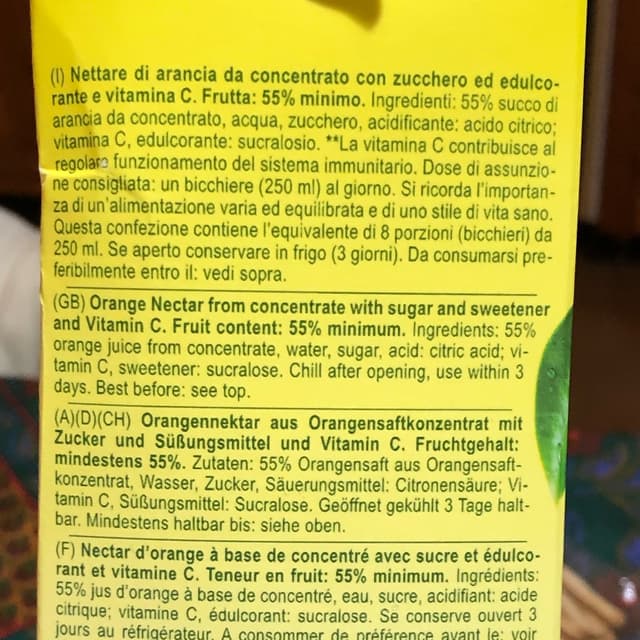 (I) Nettare di arancia da concentrato con zucchero ed edulco-
rante e vitamina C. Frutta: 55% minimo. Ingredienti: 55% succo di
arancia da concentrato, acqua, zucchero, acidificante: acido citrico;
vitamina C, edulcorante: sucralosio. **La vitamina C contribuisce al
regolare funzionamento del sistema immunitario. Dose di assunzio-
ne consigliata: un bicchiere (250 ml) al giorno. Si ricorda l'importan-
za di un'alimentazione varia ed equilibrata e di uno stile di vita sano.
Questa confezione contiene l'equivalente di 8 porzioni (bicchieri) da
250 ml. Se aperto conservare in frigo (3 giorni). Da consumarsi pre-
feribilmente entro il: vedi sopra.
(GB) Orange Nectar from concentrate with sugar and sweetener
and Vitamin C. Fruit content: 55% minimum. Ingredients: 55%
orange juice from concentrate, water, sugar, acid: citric acid; vi-
tamin C, sweetener: sucralose. Chill after opening, use within 3
days. Best before: see top.
(A)(D)(CH) Orangennektar aus Orangensaftkonzentrat mit
Zucker und Süßungsmittel und Vitamin C. Fruchtgehalt:
mindestens 55%. Zutaten: 55% Orangensaft aus Orangensaft-
konzentrat, Wasser, Zucker, Säuerungsmittel: Citronensäure; Vi-
tamin C, Süßungsmittel: Sucralose. Geöffnet gekühlt 3 Tage halt-
bar. Mindestens haltbar bis: siehe oben.
(F) Nectar d'orange à base de concentré avec sucre et édulco-
rant et vitamine C. Teneur en fruit: 55% minimum. Ingrédients:
55% jus d'orange à base de concentré, eau, sucre, acidifiant: acide
citrique; vitamine C, édulcorant: sucralose. Se conserve ouvert 3
jours au réfrigérateur. A consommer de préférence avant le: voir